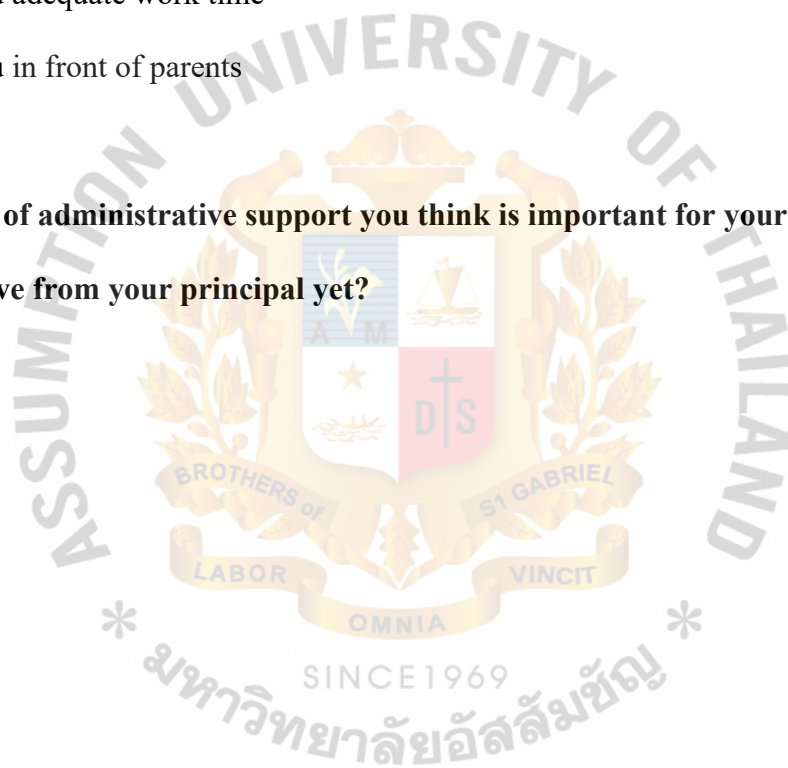 adequate work time
in front of parents
of administrative support you think is important for your
from your principal yet?
ASSUMPTION UNIVERSITY OF THAILAND
A M
D S
BROTHERS of ST GABRIEL
LABOR OMNIA VINCIT
SINCE1969
มหาวิทยาลัยอัสสัมชัญ